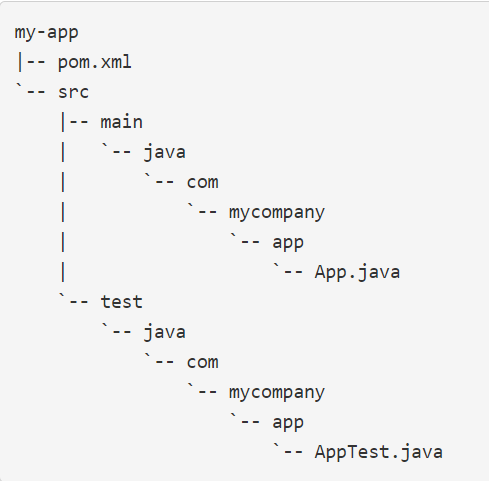 my-app
|-- pom.xml
`-- src
    |-- main
    |   `-- java
    |       `-- com
    |           `-- mycompany
    |               `-- app
    |                   `-- App.java
    `-- test
        `-- java
            `-- com
                `-- mycompany
                    `-- app
                        `-- AppTest.java